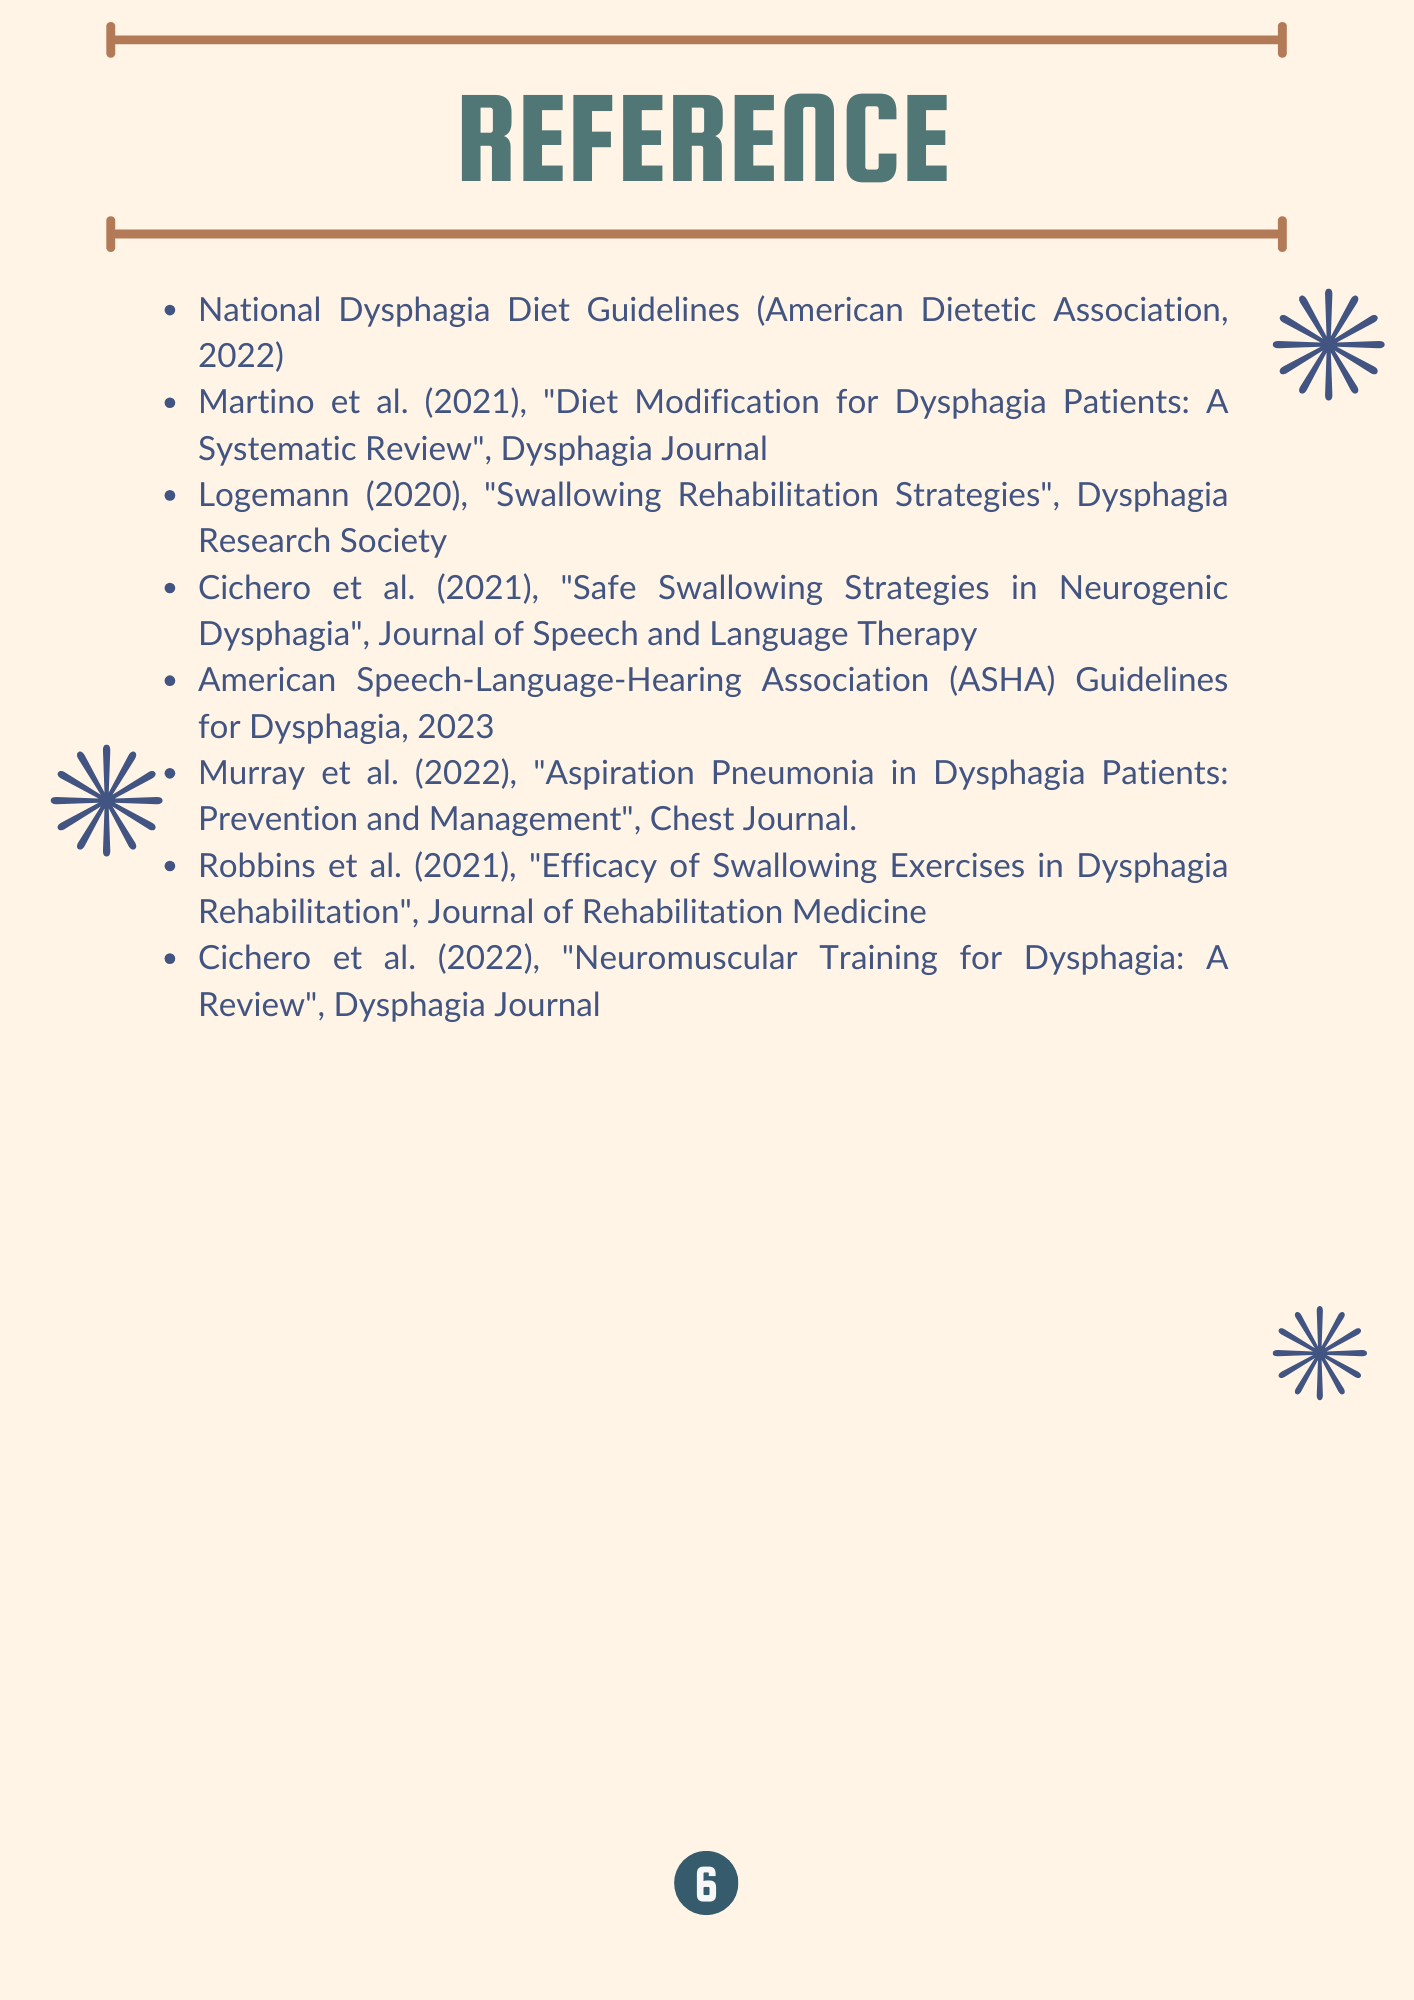 REFERENCE
• National Dysphagia Diet Guidelines (American Dietetic Association,
2022)
• Martino et al. (2021), "Diet Modification for Dysphagia Patients: A
Systematic Review", Dysphagia Journal
• Logemann (2020), "Swallowing Rehabilitation Strategies", Dysphagia
Research Society
• Cichero et al. (2021), "Safe Swallowing Strategies in Neurogenic
Dysphagia", Journal of Speech and Language Therapy
• American Speech-Language-Hearing Association (ASHA) Guidelines
for Dysphagia, 2023
• Murray et al. (2022), "Aspiration Pneumonia in Dysphagia Patients:
Prevention and Management", Chest Journal.
• Robbins et al. (2021), "Efficacy of Swallowing Exercises in Dysphagia
Rehabilitation", Journal of Rehabilitation Medicine
• Cichero et al. (2022), "Neuromuscular Training for Dysphagia: A
Review", Dysphagia Journal
6